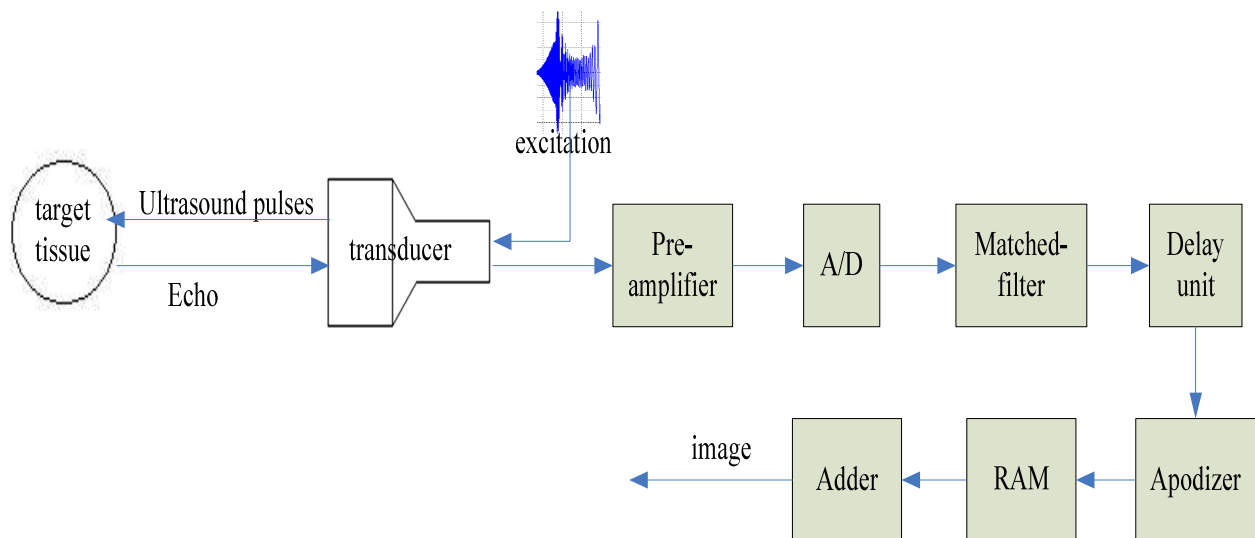 excitation
target
tissue
Ultrasound pulses
Echo
transducer
Pre-
amplifier
A/D
Matched-
filter
Delay
unit
image
Adder
RAM
Apodizer